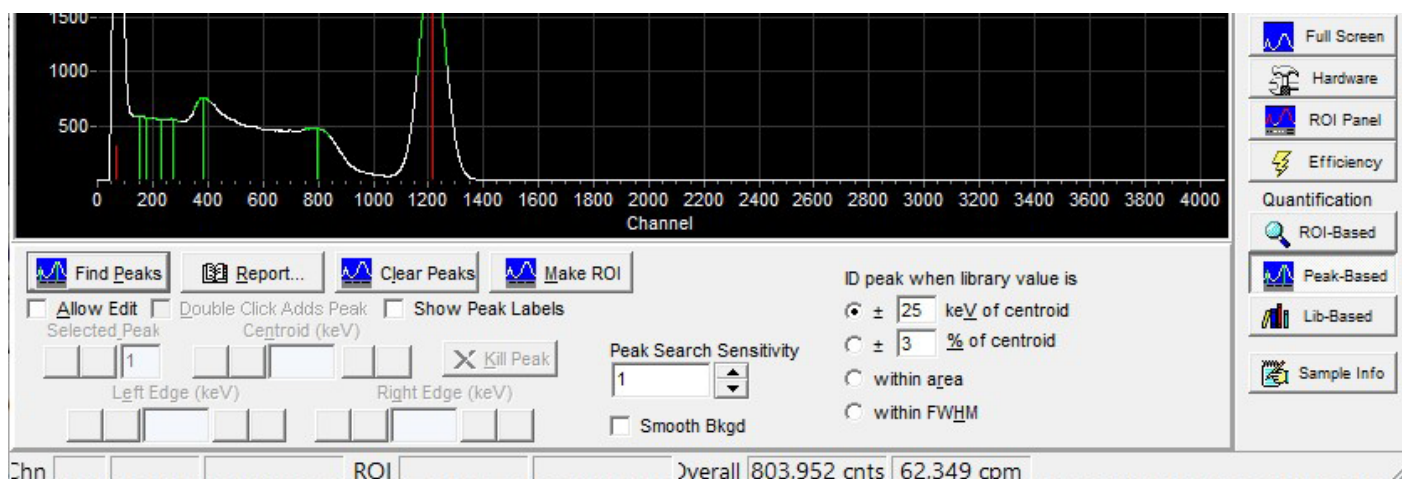 1500
1000
500
0 200 400 600 800 1000 1200 1400 1600 1800 2000 2200 2400 2600 2800 3000 3200 3400 3600 3800 4000
Channel
Full Screen
Hardware
ROI Panel
Efficiency
Quantification
ROI-Based
Peak-Based
Lib-Based
Sample Info
Find Peaks Report... Clear Peaks Make ROI
Allow Edit Double Click Adds Peak Show Peak Labels
Selected Peak Centroid (keV)
1 Kill Peak
Left Edge (keV) Right Edge (keV)
Peak Search Sensitivity
1
Smooth Bkgd
ID peak when library value is
± 25 keV of centroid
± 3 % of centroid
within area
within FWHM
Chn ROI Overall 803,952 cnts 62,349 cpm